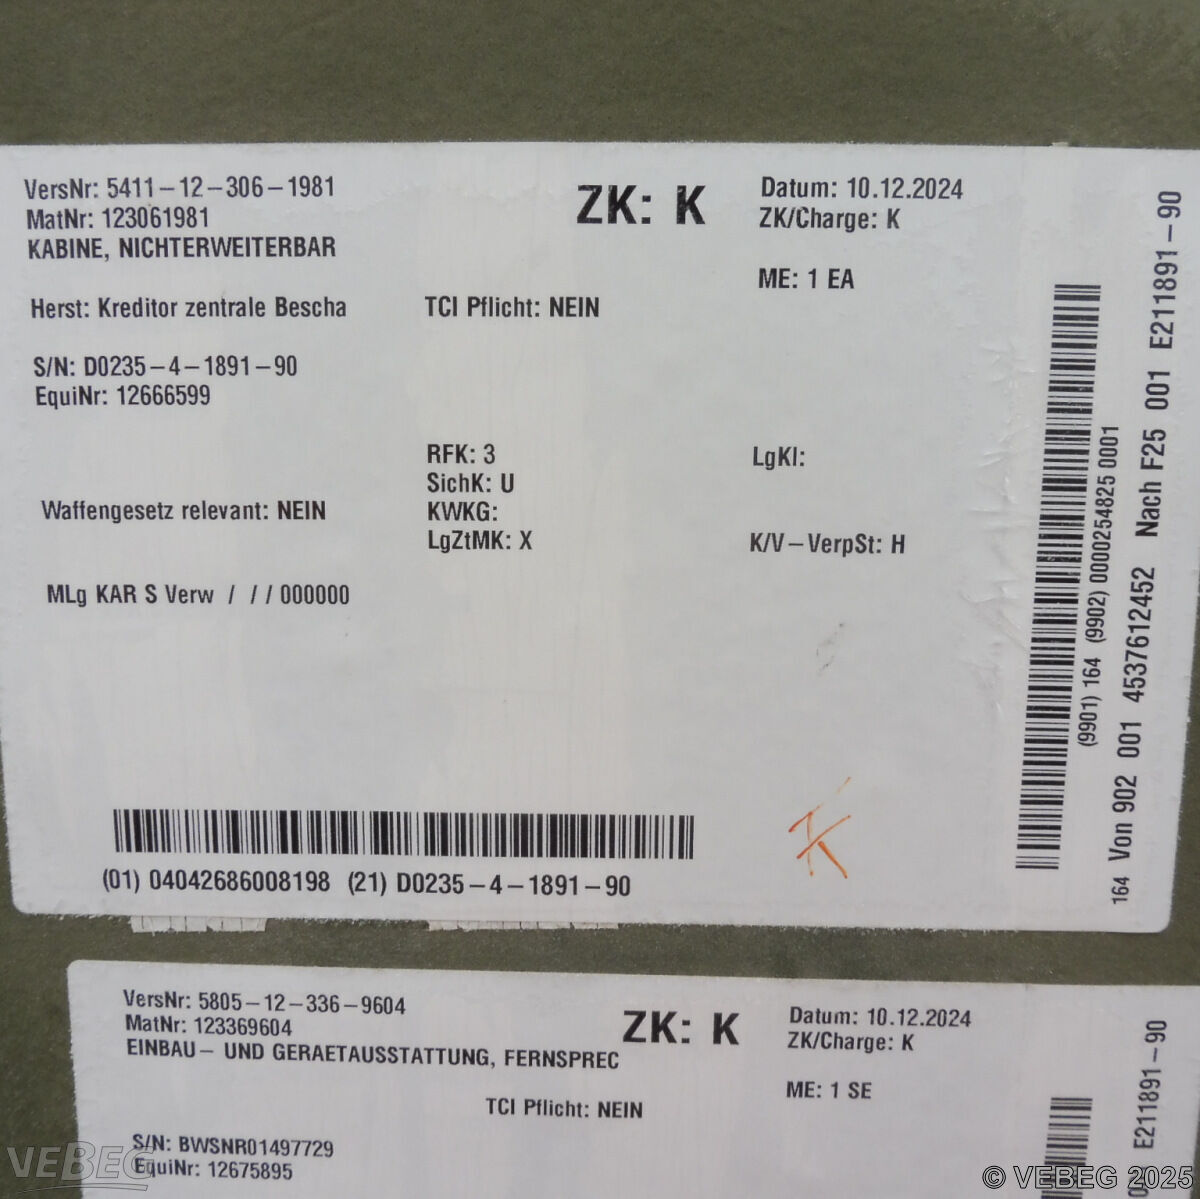 VersNr: 5411-12-306-1981
MatNr: 123061981
KABINE, NICHTERWEITERBAR
ZK: K
Datum: 10.12.2024
ZK/Charge: K
ME: 1 EA
Herst: Kreditor zentrale Bescha
TCI Pflicht: NEIN
S/N: D0235-4-1891-90
EquiNr: 12666599
RFK: 3
SichK: U
KWKG:
LgZtMK: X
LgKl:
K/V-VerpSt: H
Waffengesetz relevant: NEIN
MLg KAR S Verw / / / 000000
(01) 04042686008198 (21) D0235-4-1891-90
(9901) 164 (9902) 0000254825 0001
164 Von 902 001 4537612452 Nach F25 001 E211891-90
VersNr: 5805-12-336-9604
MatNr: 123369604
EINBAU- UND GERAETAUSSTATTUNG, FERNSPREC
ZK: K
Datum: 10.12.2024
ZK/Charge: K
ME: 1 SE
TCI Pflicht: NEIN
S/N: BWSNR01497729
EquiNr: 12675895
E211891-90
VEBEG
© VEBEG 2025